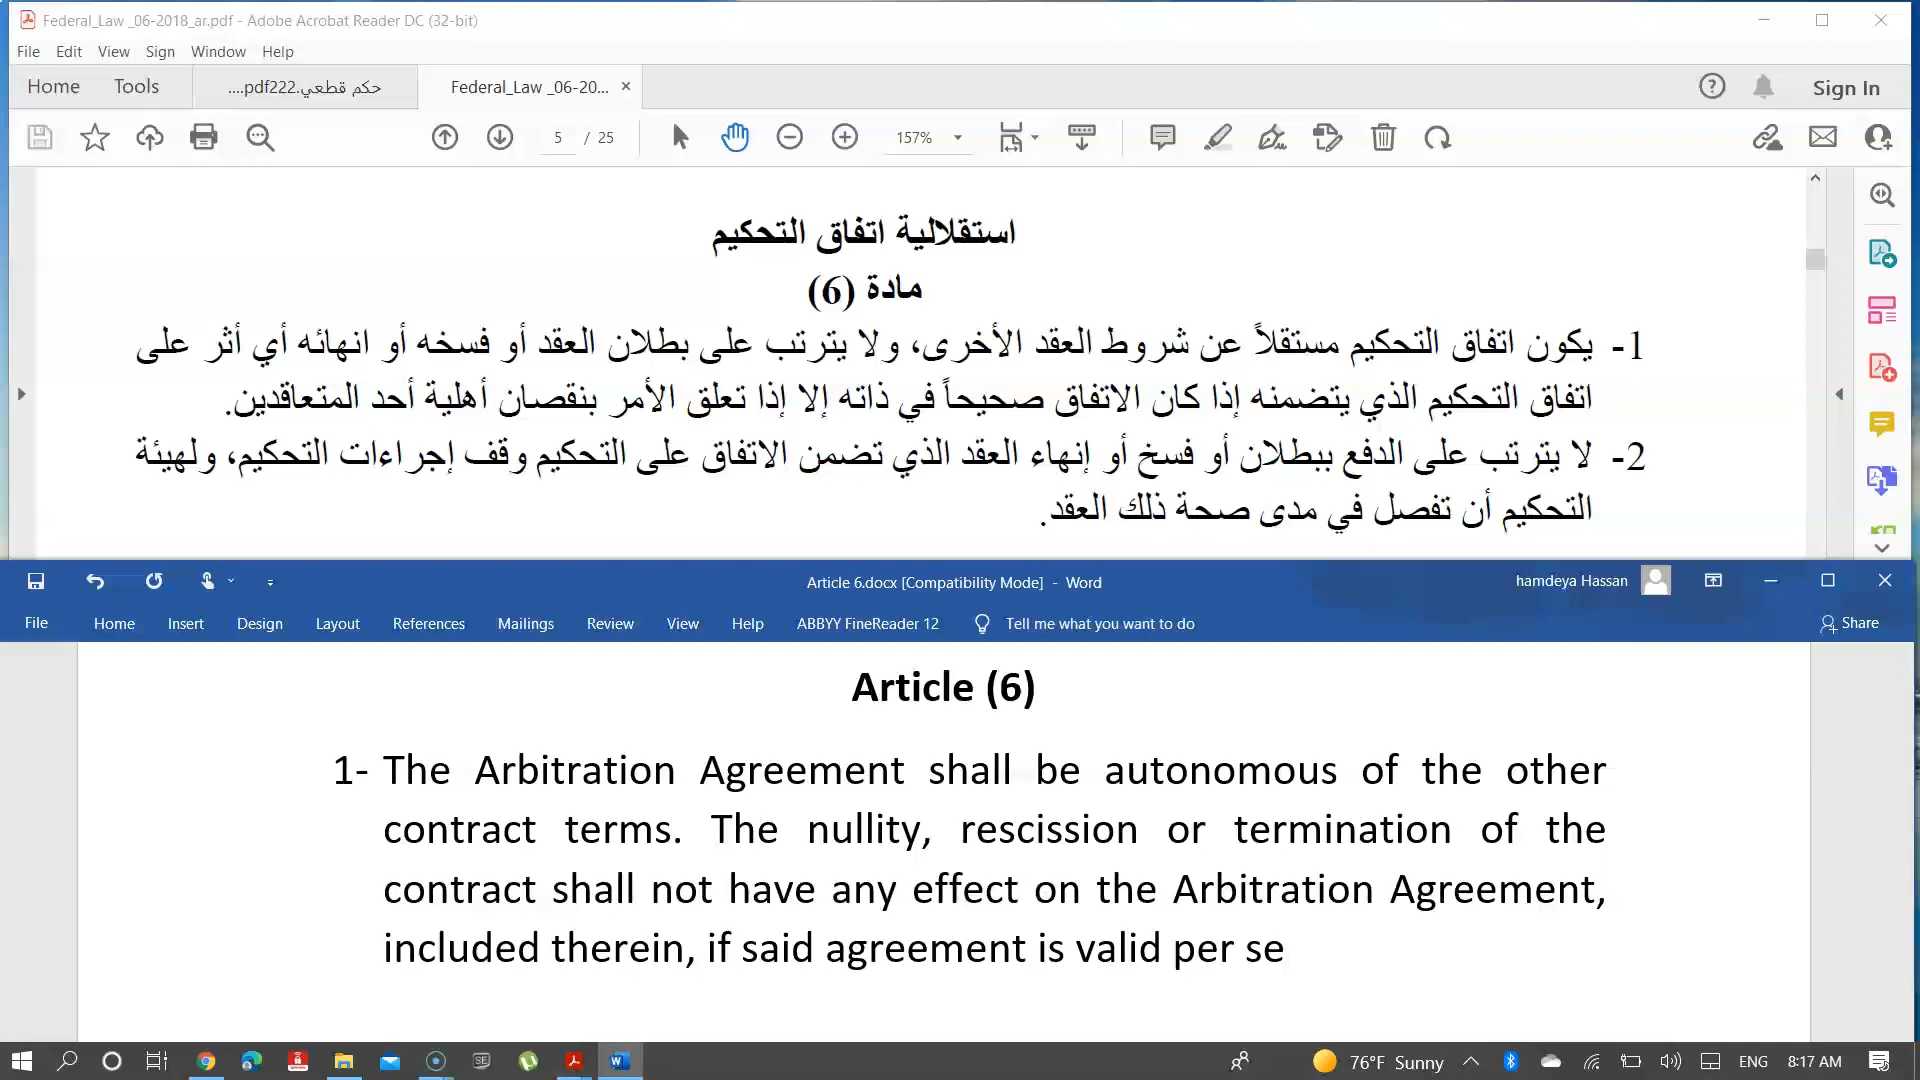 Federal_Law _06-2018_ar.pdf - Adobe Acrobat Reader DC (32-bit)
File Edit View Sign Window Help
Home Tools حكم قطعي.pdf222.... Federal_Law _06-20... × Sign In
5 / 25 157%
استقلالية اتفاق التحكيم
مادة (6)
1- يكون اتفاق التحكيم مستقلاً عن شروط العقد الأخرى، ولا يترتب على بطلان العقد أو فسخه أو انهائه أي أثر على
اتفاق التحكيم الذي يتضمنه إذا كان الاتفاق صحيحاً في ذاته إلا إذا تعلق الأمر بنقصان أهلية أحد المتعاقدين.
2- لا يترتب على الدفع ببطلان أو فسخ أو إنهاء العقد الذي تضمن الاتفاق على التحكيم وقف إجراءات التحكيم، ولهيئة
التحكيم أن تفصل في مدى صحة ذلك العقد.
Article 6.docx [Compatibility Mode] - Word hamdeya Hassan
File Home Insert Design Layout References Mailings Review View Help ABBYY FineReader 12 Tell me what you want to do Share
Article (6)
1- The Arbitration Agreement shall be autonomous of the other
contract terms. The nullity, rescission or termination of the
contract shall not have any effect on the Arbitration Agreement,
included therein, if said agreement is valid per se
76°F Sunny ENG 8:17 AM